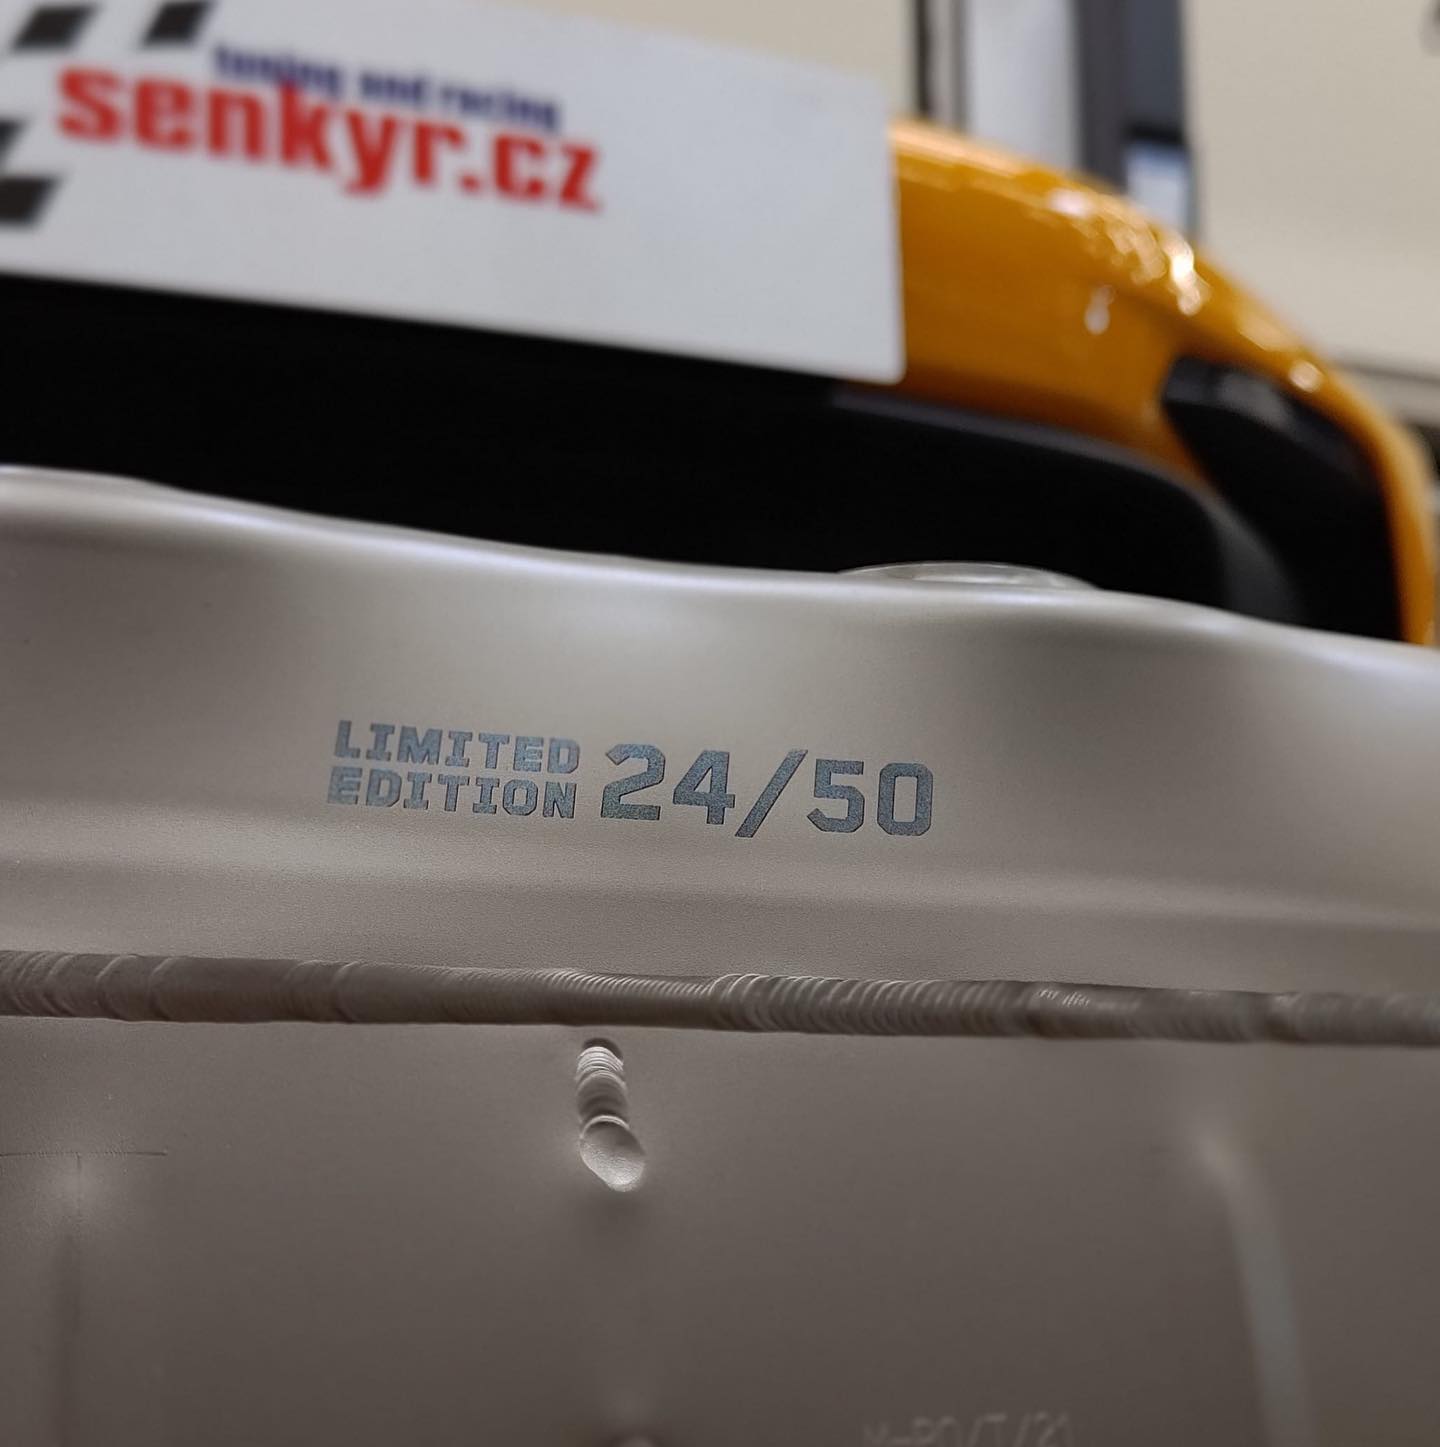 tuning and racing
senkyr.cz
LIMITED
EDITION
24/50